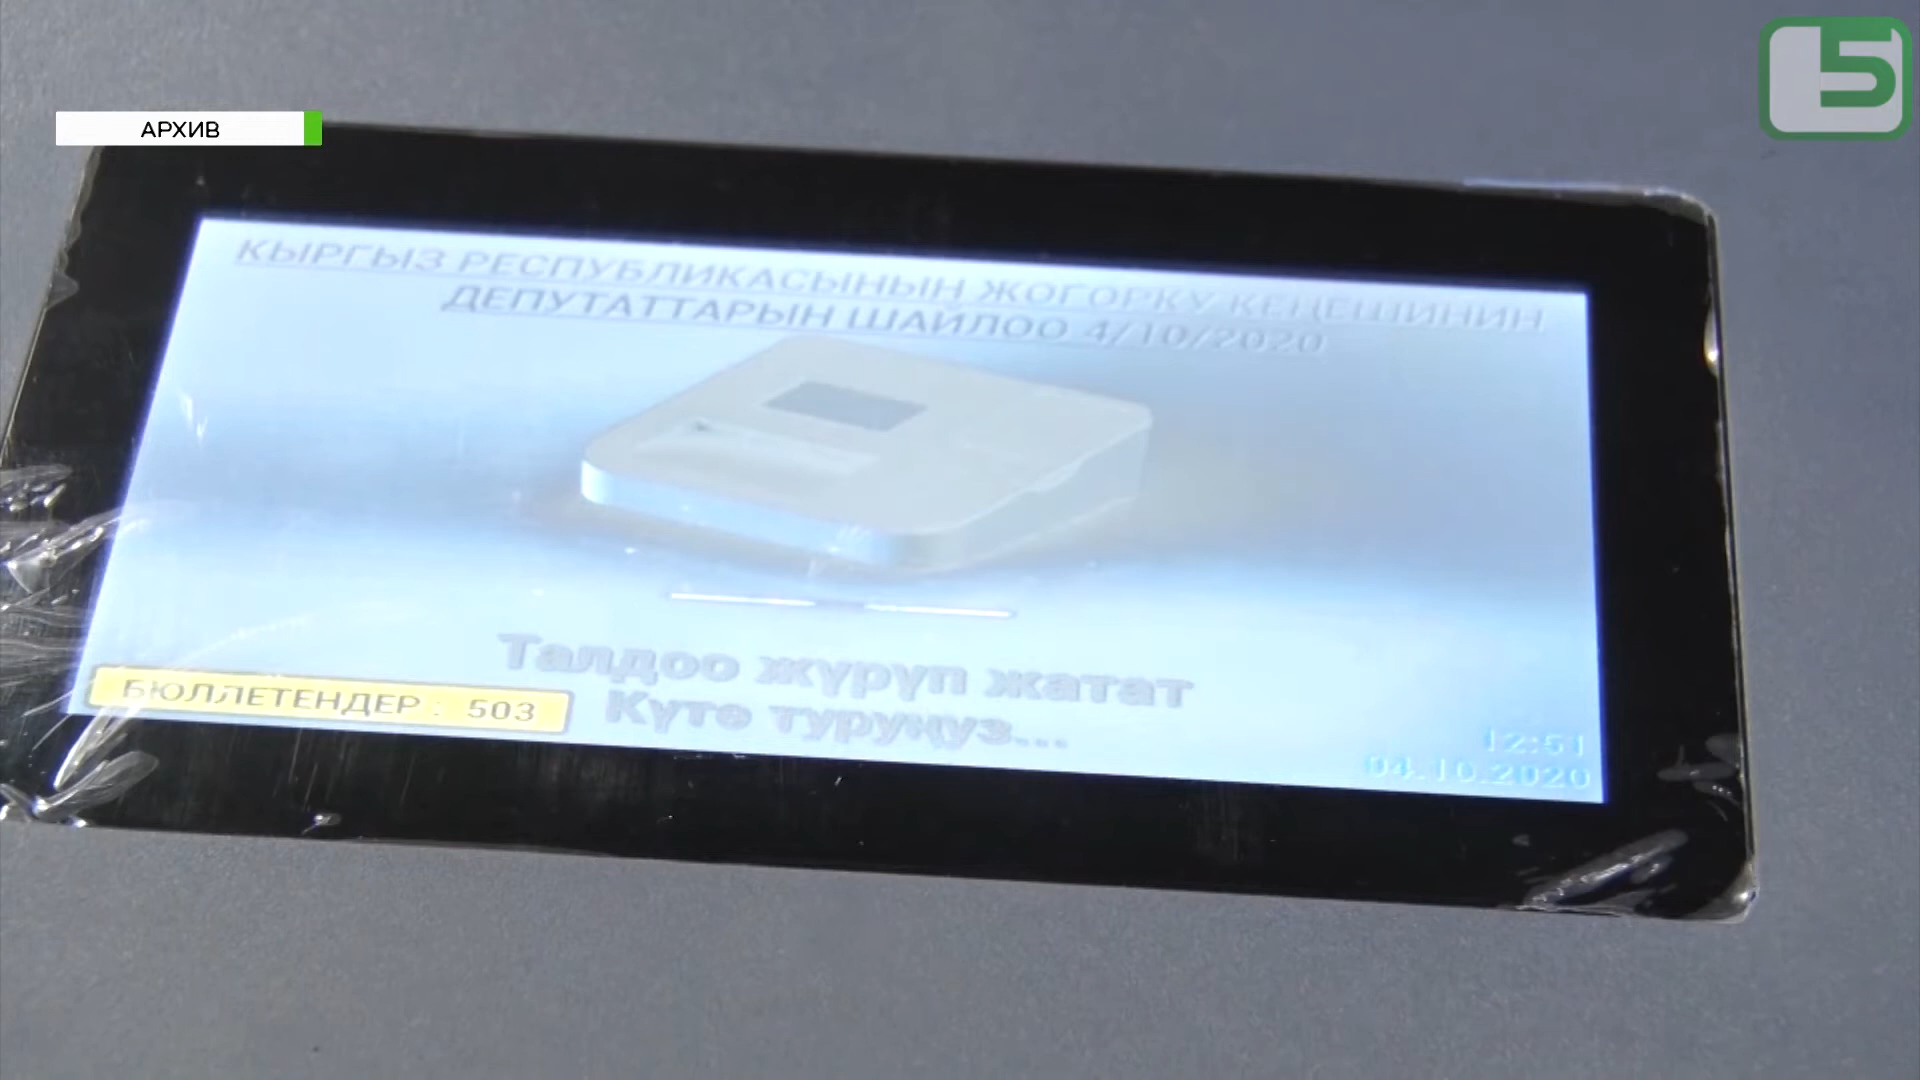 АРХИВ
5
КЫРГЫЗ РЕСПУБЛИКАСЫНЫН ЖОГОРКУ КЕҢЕШИНИН
ДЕПУТАТТАРЫН ШАЙЛОО 4/10/2020
Талдоо жүрүп жатат
Күтө туруңуз...
БЮЛЛЕТЕНДЕР : 503
12:51
04.10.2020